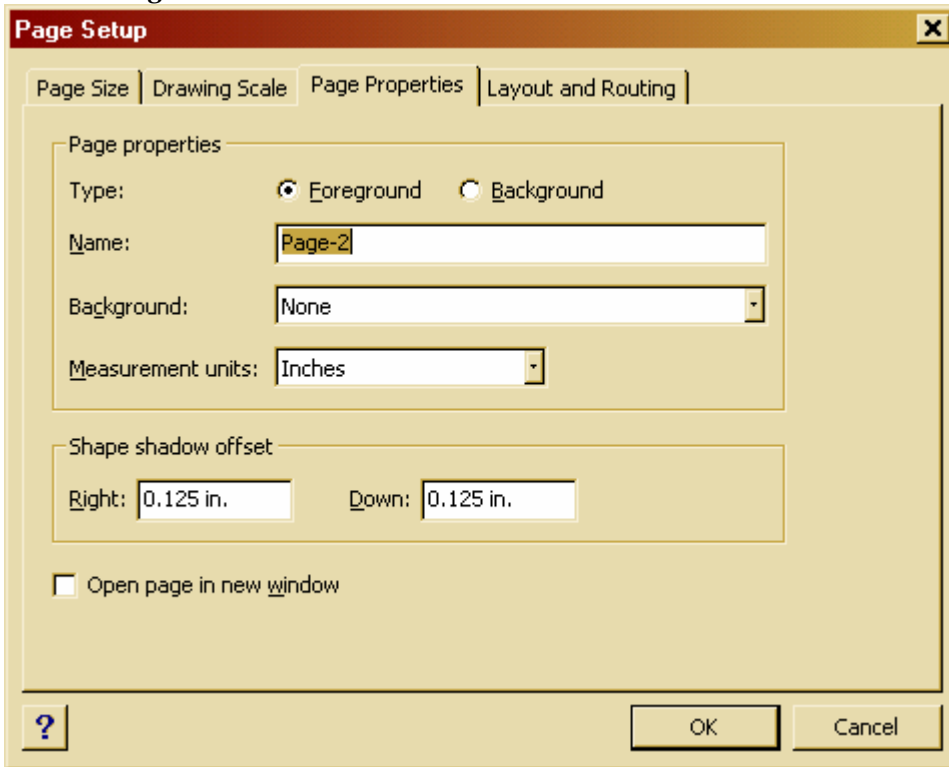 Page Setup
Page Size Drawing Scale Page Properties Layout and Routing
Page properties
Type: Foreground Background
Name: Page-2
Background: None
Measurement units: Inches
Shape shadow offset
Right: 0.125 in. Down: 0.125 in.
Open page in new window
? OK Cancel